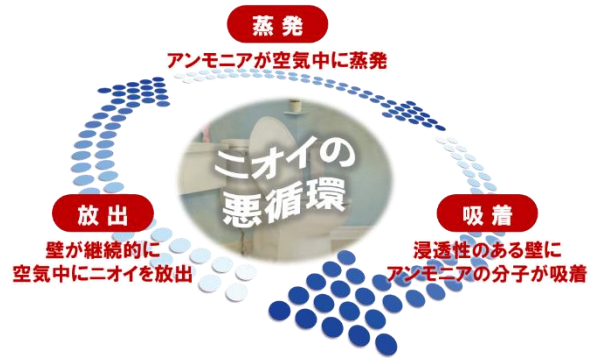 蒸発
アンモニアが空気中に蒸発
ニオイの
悪循環
放出
壁が継続的に
空気中にニオイを放出
吸着
浸透性のある壁に
アンモニアの分子が吸着